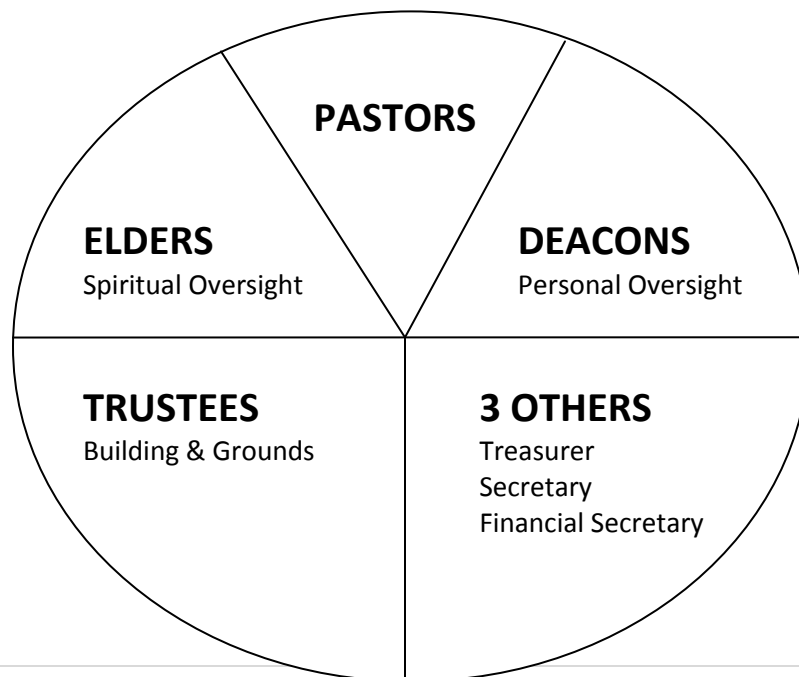 PASTORS
ELDERS
Spiritual Oversight
DEACONS
Personal Oversight
TRUSTEES
Building & Grounds
3 OTHERS
Treasurer
Secretary
Financial Secretary